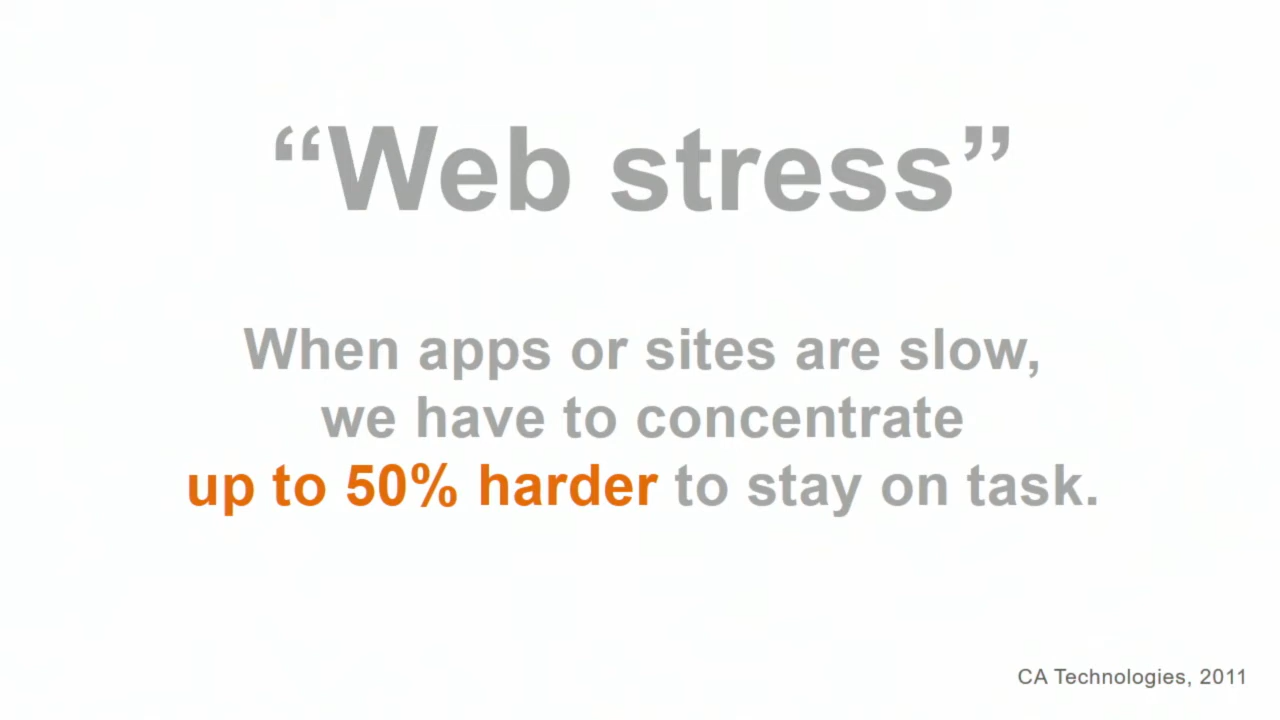 “Web stress”
When apps or sites are slow,
we have to concentrate
up to 50% harder to stay on task.
CA Technologies, 2011